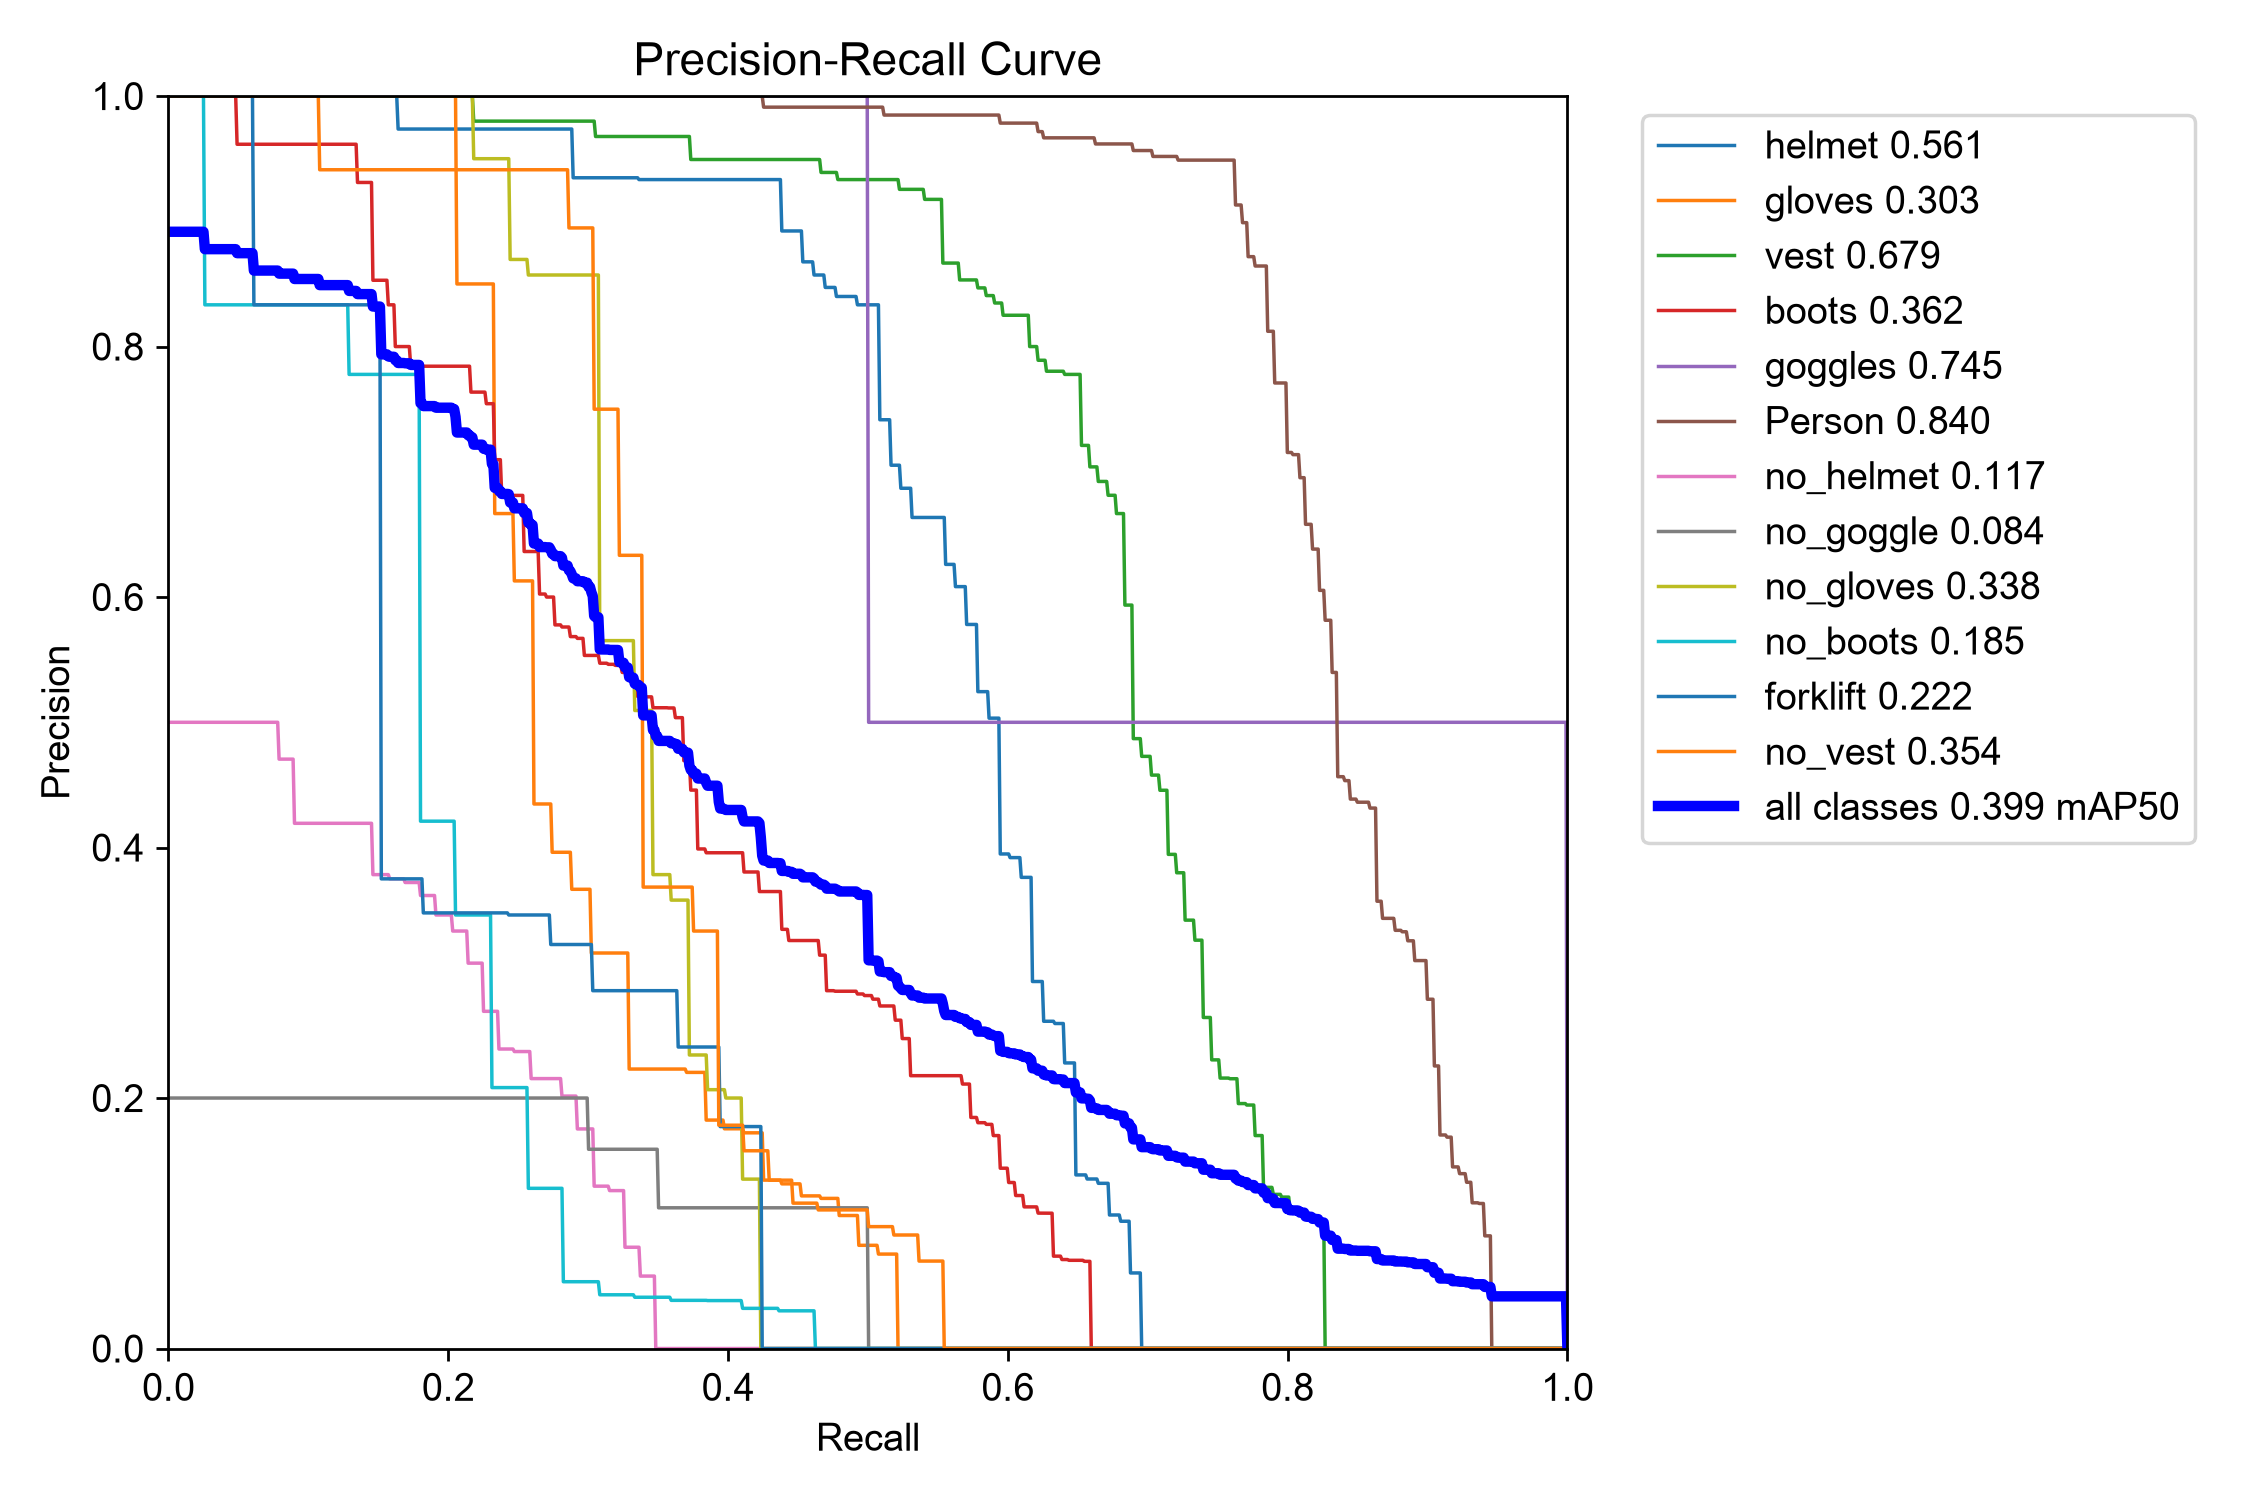 Precision-Recall Curve
1.0
0.8
0.6
0.4
0.2
0.0
Precision
0.0 0.2 0.4 0.6 0.8 1.0
Recall
helmet 0.561
gloves 0.303
vest 0.679
boots 0.362
goggles 0.745
Person 0.840
no_helmet 0.117
no_goggle 0.084
no_gloves 0.338
no_boots 0.185
forklift 0.222
no_vest 0.354
all classes 0.399 mAP50